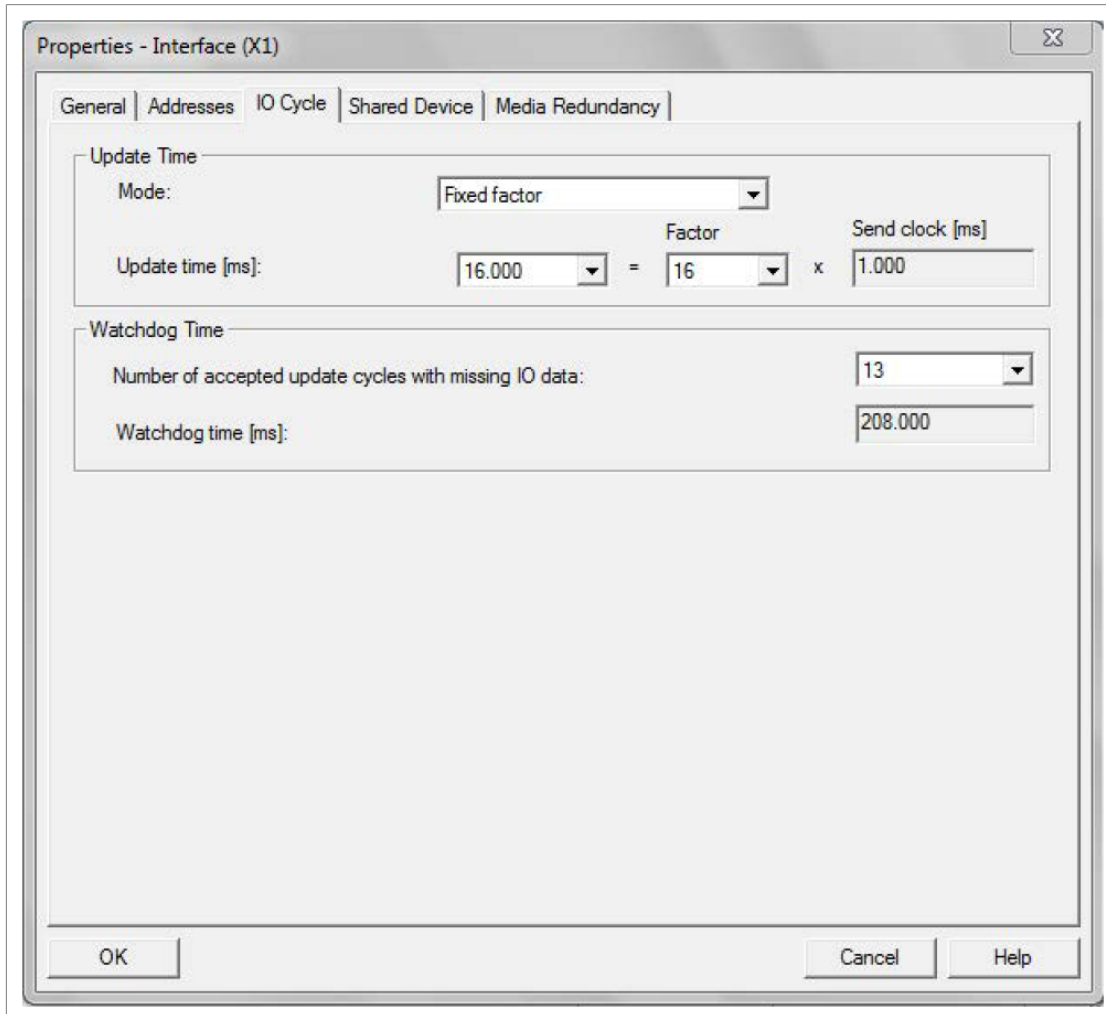 Properties - Interface (X1)
General Addresses IO Cycle Shared Device Media Redundancy
Update Time
Mode: Fixed factor
Factor Send clock [ms]
Update time [ms]: 16.000 = 16 x 1.000
Watchdog Time
Number of accepted update cycles with missing IO data: 13
Watchdog time [ms]: 208.000
OK Cancel Help